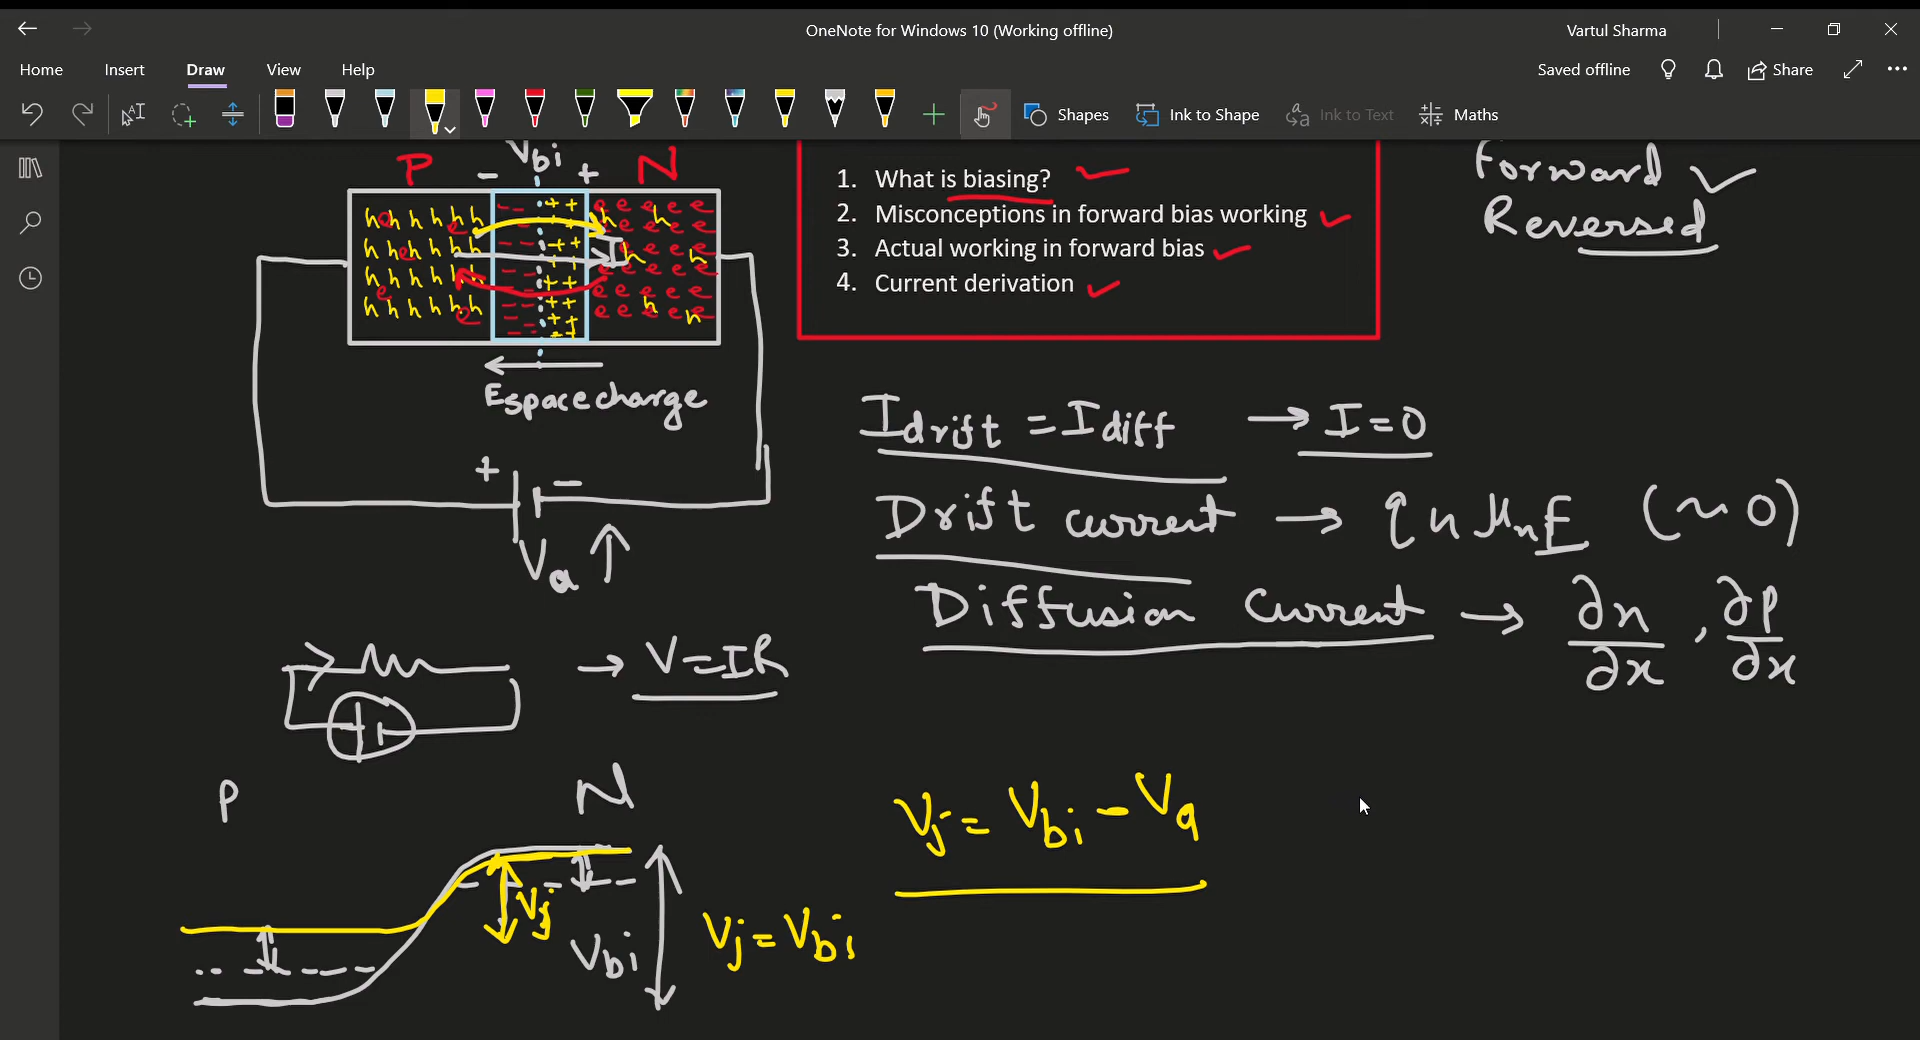 OneNote for Windows 10 (Working offline)
Vartul Sharma
Home Insert Draw View Help
Saved offline Share
Shapes Ink to Shape Ink to Text Maths
P - Vbi + N
h h h h h
e e e e e
Espacecharge
+ -
Va ↑
→ V=IR
P N
Vj
Vbi
Vj = Vbi
1. What is biasing?
2. Misconceptions in forward bias working
3. Actual working in forward bias
4. Current derivation
Forward
Reversed
Idrift = Idiff → I=0
Drift current → q n μn E (~0)
Diffusion Current → ∂n/∂x , ∂p/∂x
Vj = Vbi - Va